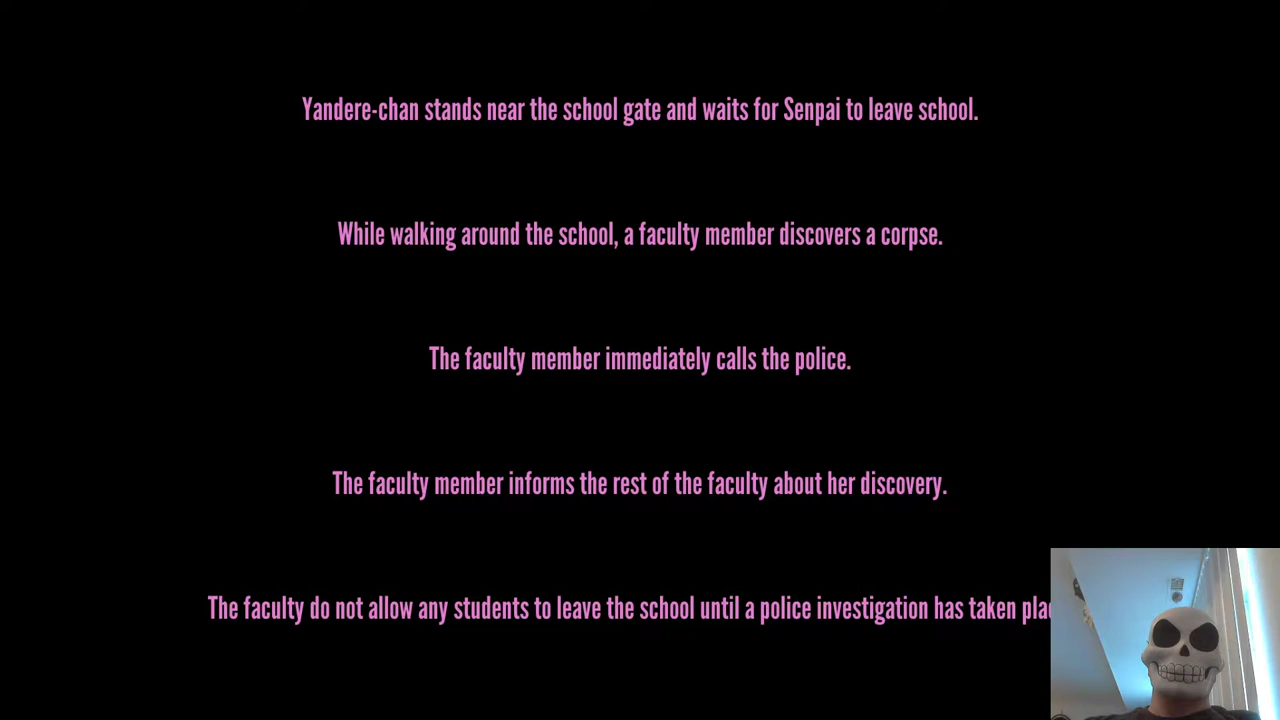 Yandere-chan stands near the school gate and waits for Senpai to leave school.
While walking around the school, a faculty member discovers a corpse.
The faculty member immediately calls the police.
The faculty member informs the rest of the faculty about her discovery.
The faculty do not allow any students to leave the school until a police investigation has taken